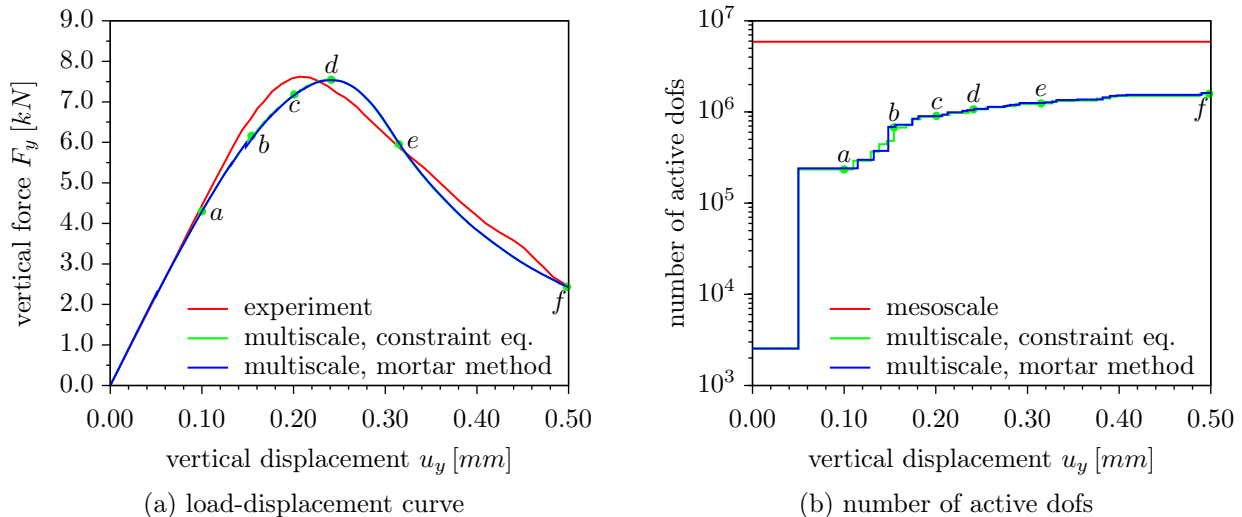 9.0
8.0
7.0
6.0
5.0
4.0
3.0
2.0
1.0
0.0
vertical force F_y [kN]
a
b
c
d
e
f
experiment
multiscale, constraint eq.
multiscale, mortar method
0.00 0.10 0.20 0.30 0.40 0.50
vertical displacement u_y [mm]
(a) load-displacement curve
10^7
10^6
10^5
10^4
10^3
number of active dofs
a
b
c
d
e
f
mesoscale
multiscale, constraint eq.
multiscale, mortar method
0.00 0.10 0.20 0.30 0.40 0.50
vertical displacement u_y [mm]
(b) number of active dofs